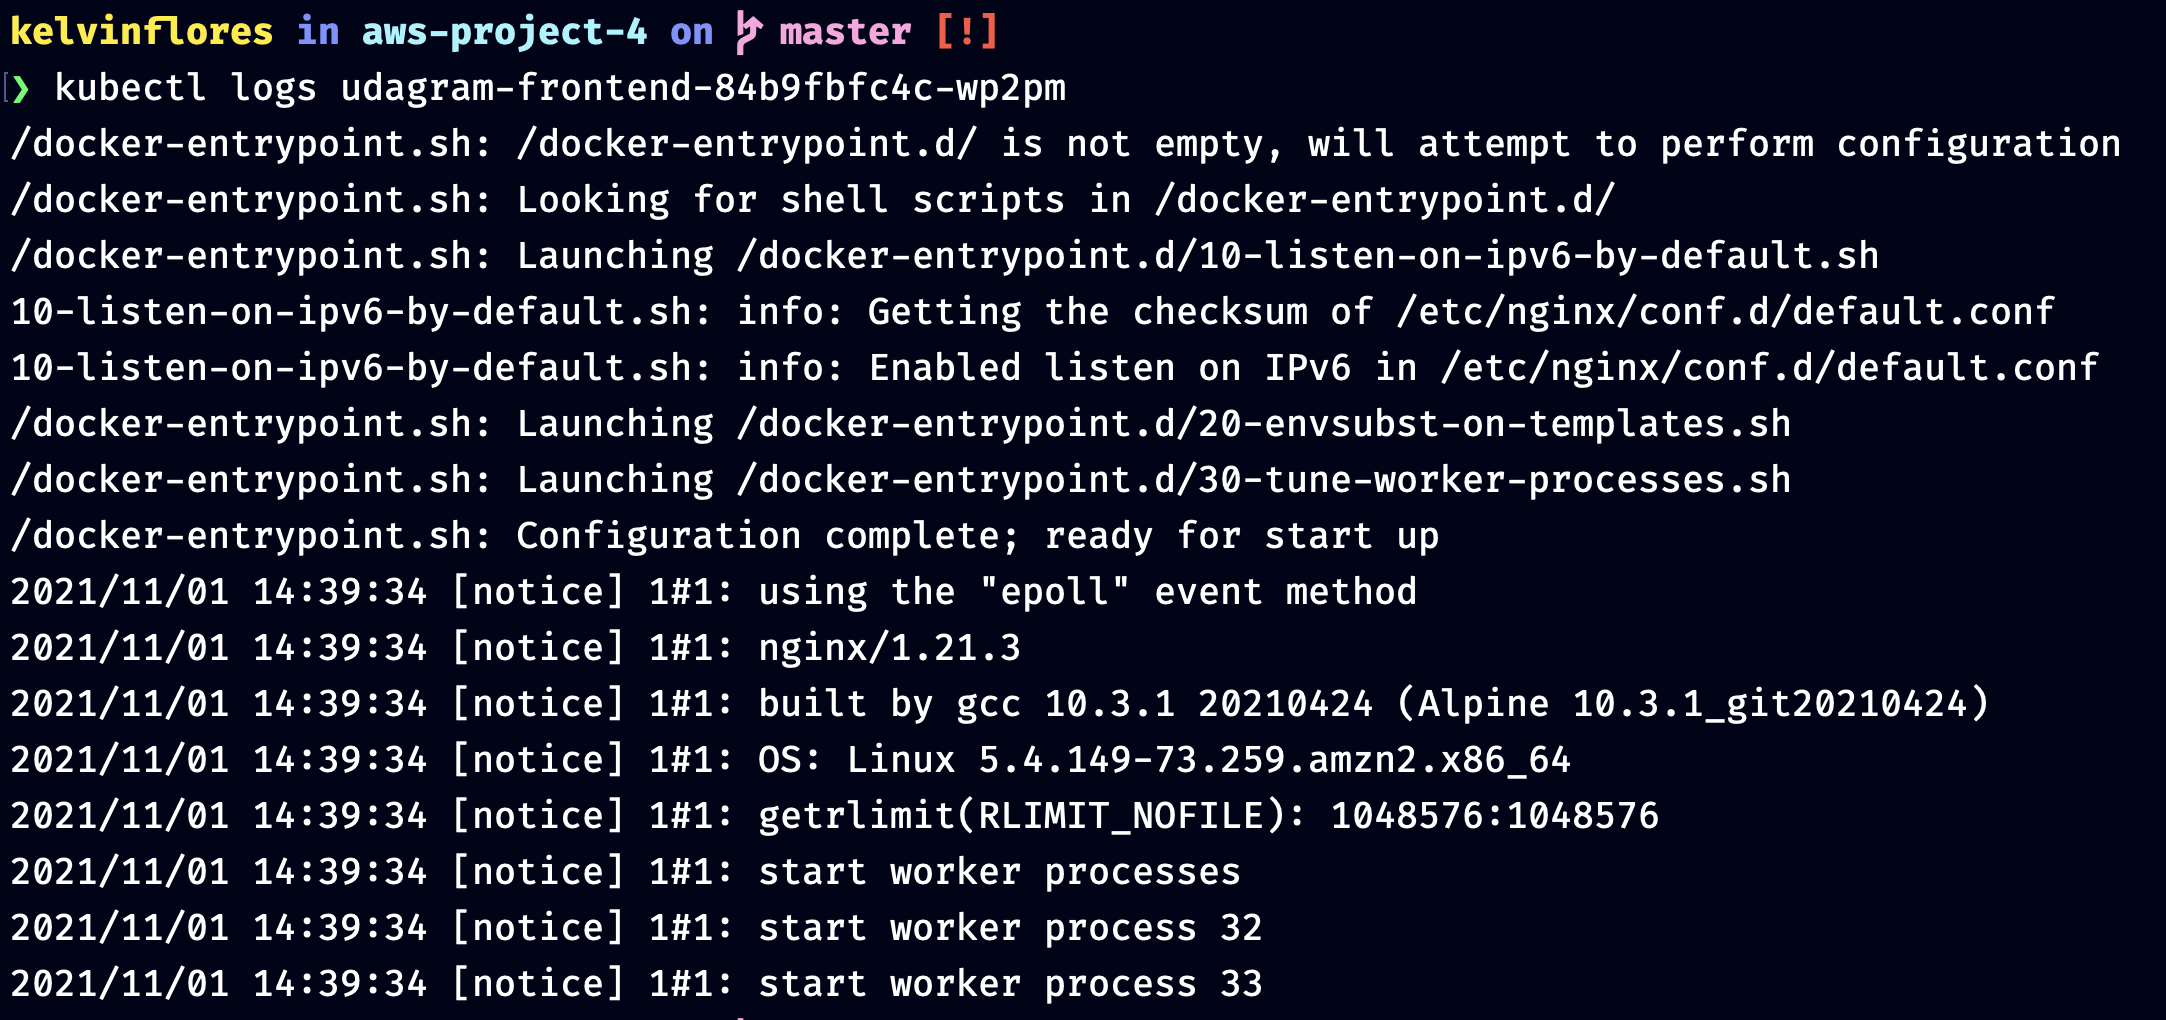 kelvinflores in aws-project-4 on master [!]
❯ kubectl logs udagram-frontend-84b9fbfc4c-wp2pm
/docker-entrypoint.sh: /docker-entrypoint.d/ is not empty, will attempt to perform configuration
/docker-entrypoint.sh: Looking for shell scripts in /docker-entrypoint.d/
/docker-entrypoint.sh: Launching /docker-entrypoint.d/10-listen-on-ipv6-by-default.sh
10-listen-on-ipv6-by-default.sh: info: Getting the checksum of /etc/nginx/conf.d/default.conf
10-listen-on-ipv6-by-default.sh: info: Enabled listen on IPv6 in /etc/nginx/conf.d/default.conf
/docker-entrypoint.sh: Launching /docker-entrypoint.d/20-envsubst-on-templates.sh
/docker-entrypoint.sh: Launching /docker-entrypoint.d/30-tune-worker-processes.sh
/docker-entrypoint.sh: Configuration complete; ready for start up
2021/11/01 14:39:34 [notice] 1#1: using the "epoll" event method
2021/11/01 14:39:34 [notice] 1#1: nginx/1.21.3
2021/11/01 14:39:34 [notice] 1#1: built by gcc 10.3.1 20210424 (Alpine 10.3.1_git20210424)
2021/11/01 14:39:34 [notice] 1#1: OS: Linux 5.4.149-73.259.amzn2.x86_64
2021/11/01 14:39:34 [notice] 1#1: getrlimit(RLIMIT_NOFILE): 1048576:1048576
2021/11/01 14:39:34 [notice] 1#1: start worker processes
2021/11/01 14:39:34 [notice] 1#1: start worker process 32
2021/11/01 14:39:34 [notice] 1#1: start worker process 33